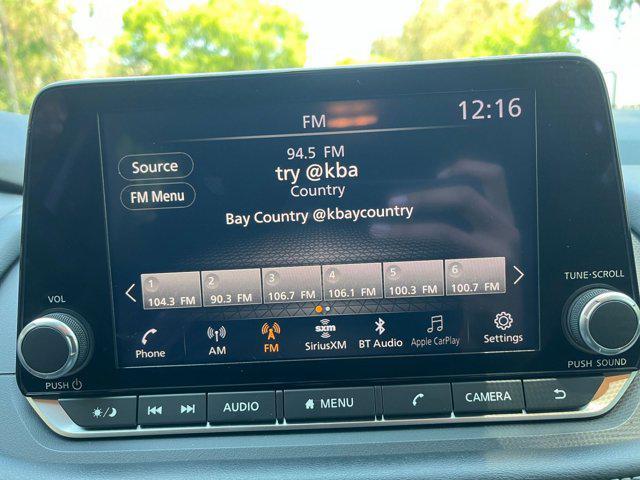 FM
12:16
94.5 FM
try @kba
Country
Bay Country @kbaycountry
Source
FM Menu
1 2 3 4 5 6
104.3 FM 90.3 FM 106.7 FM 106.1 FM 100.3 FM 100.7 FM
Phone AM FM SiriusXM BT Audio Apple CarPlay Settings
sxm
VOL
PUSH
TUNE·SCROLL
PUSH SOUND
AUDIO MENU CAMERA